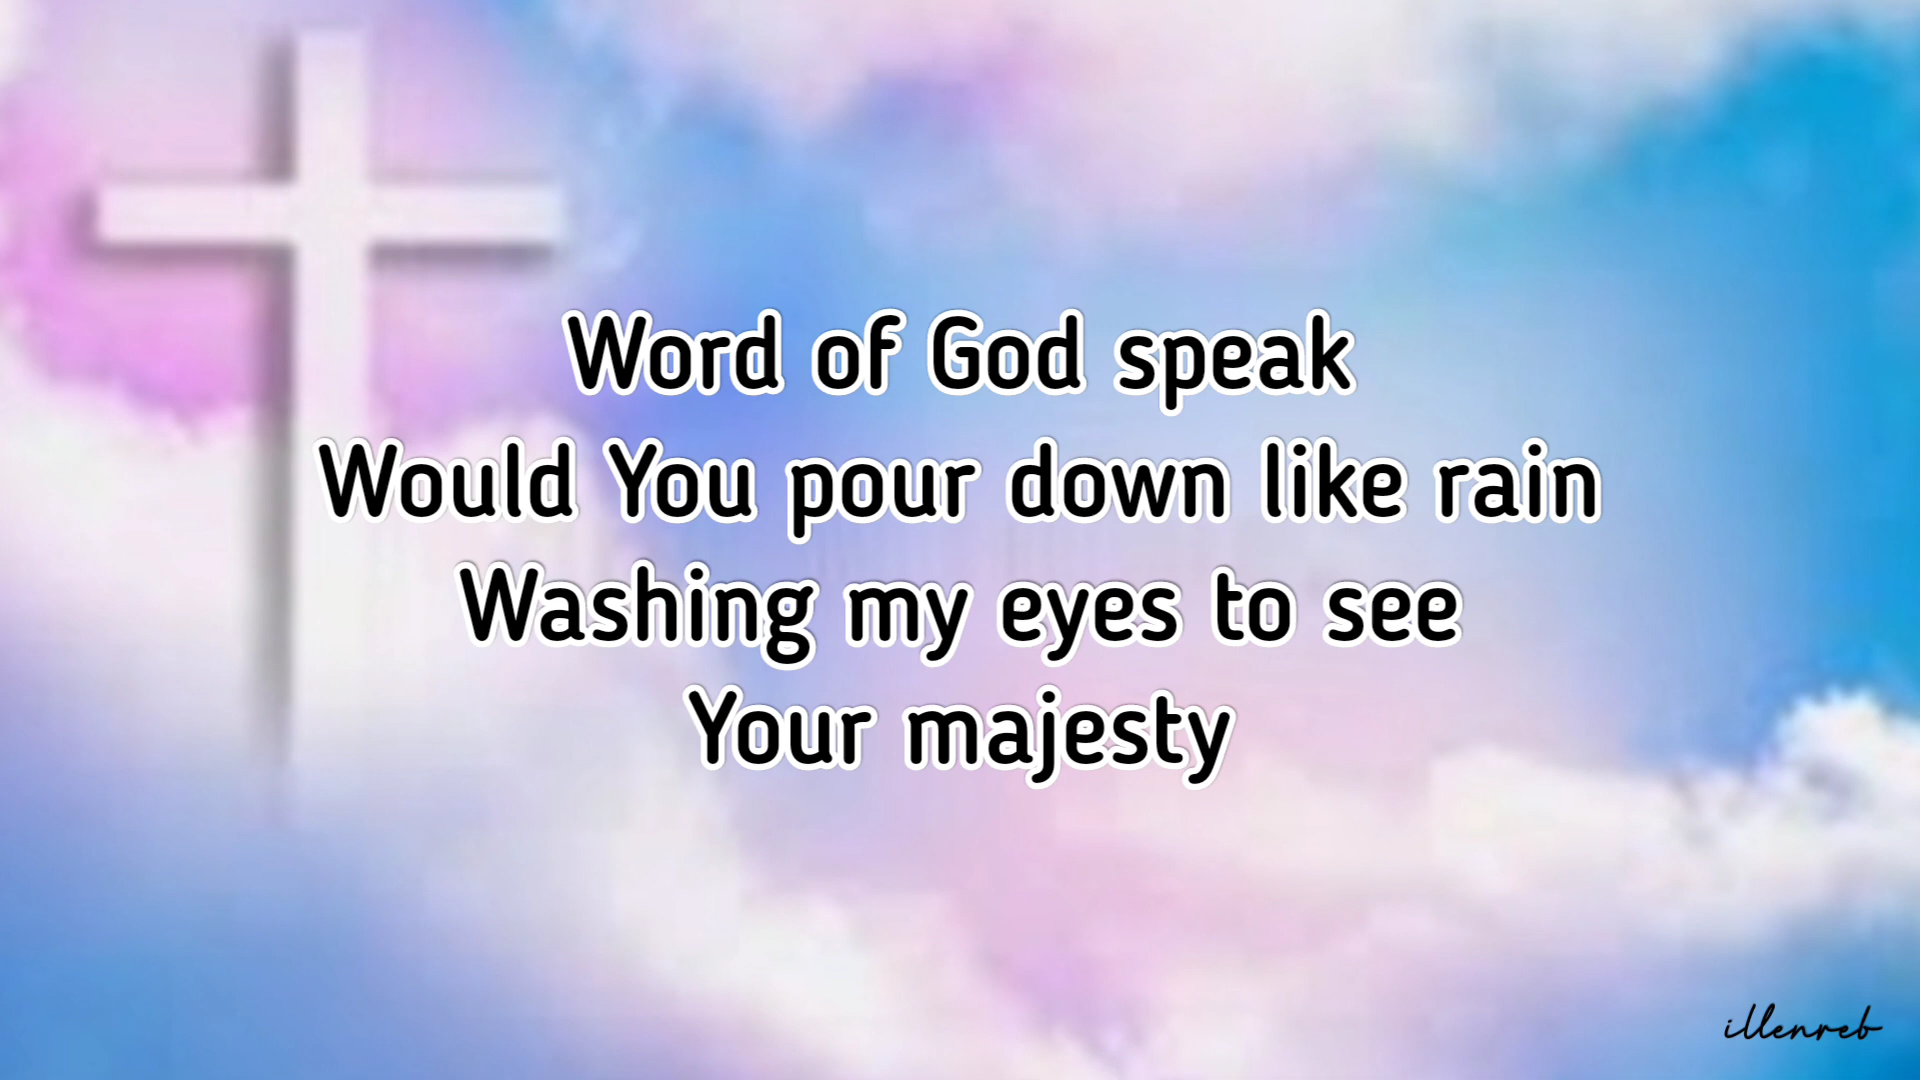 Word of God speak
Would You pour down like rain
Washing my eyes to see
Your majesty
illenreb